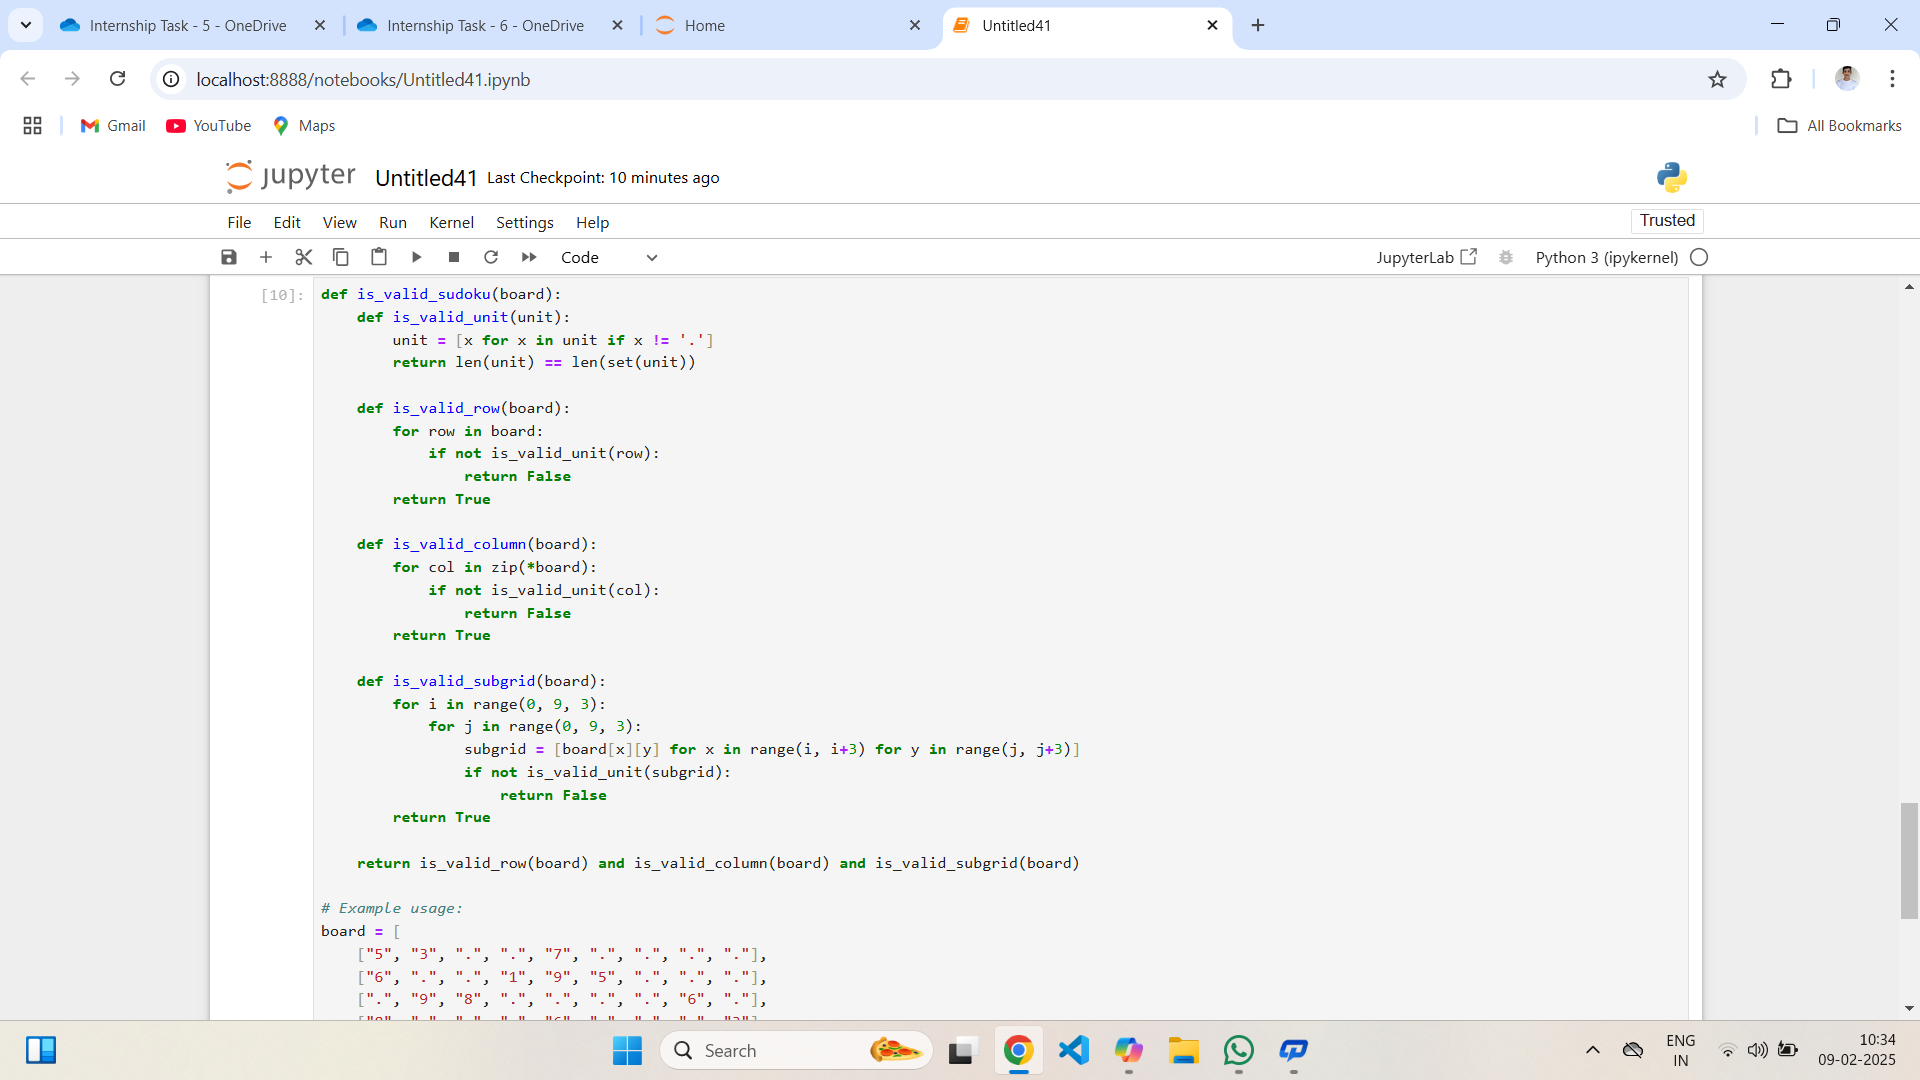 Internship Task - 5 - OneDrive
Internship Task - 6 - OneDrive
Home
Untitled41
localhost:8888/notebooks/Untitled41.ipynb
Gmail
YouTube
Maps
All Bookmarks
jupyter
Untitled41
Last Checkpoint: 10 minutes ago
File
Edit
View
Run
Kernel
Settings
Help
Trusted
Code
JupyterLab
Python 3 (ipykernel)
[10]:
def is_valid_sudoku(board):
    def is_valid_unit(unit):
        unit = [x for x in unit if x != '.']
        return len(unit) == len(set(unit))
    def is_valid_row(board):
        for row in board:
            if not is_valid_unit(row):
                return False
        return True
    def is_valid_column(board):
        for col in zip(*board):
            if not is_valid_unit(col):
                return False
        return True
    def is_valid_subgrid(board):
        for i in range(0, 9, 3):
            for j in range(0, 9, 3):
                subgrid = [board[x][y] for x in range(i, i+3) for y in range(j, j+3)]
                if not is_valid_unit(subgrid):
                    return False
        return True
    return is_valid_row(board) and is_valid_column(board) and is_valid_subgrid(board)
# Example usage:
board = [
    ["5", "3", ".", ".", "7", ".", ".", ".", "."],
    ["6", ".", ".", "1", "9", "5", ".", ".", "."],
    [".", "9", "8", ".", ".", ".", ".", "6", "."],
Search
ENG
IN
10:34
09-02-2025